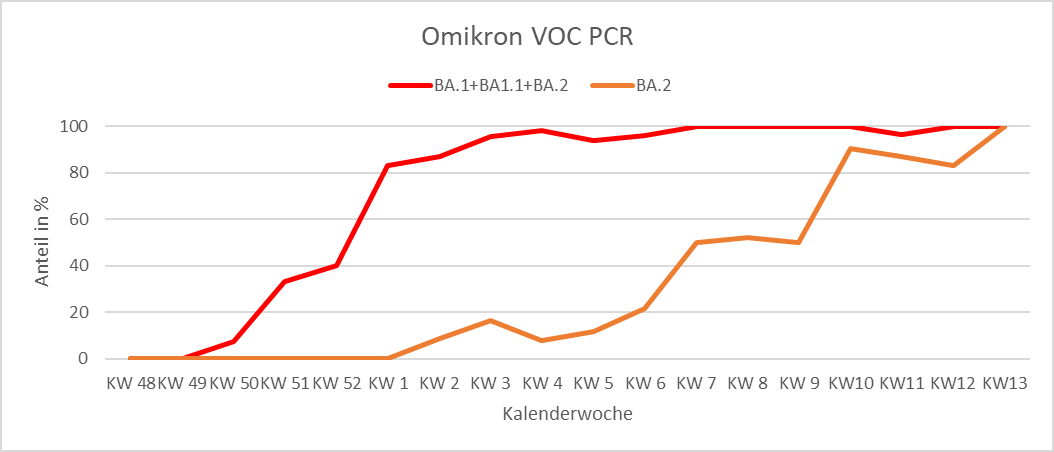 Omikron VOC PCR
BA.1+BA1.1+BA.2 BA.2
100
80
60
40
20
0
Anteil in %
KW 48 KW 49 KW 50 KW 51 KW 52 KW 1 KW 2 KW 3 KW 4 KW 5 KW 6 KW 7 KW 8 KW 9 KW10 KW11 KW12 KW13
Kalenderwoche